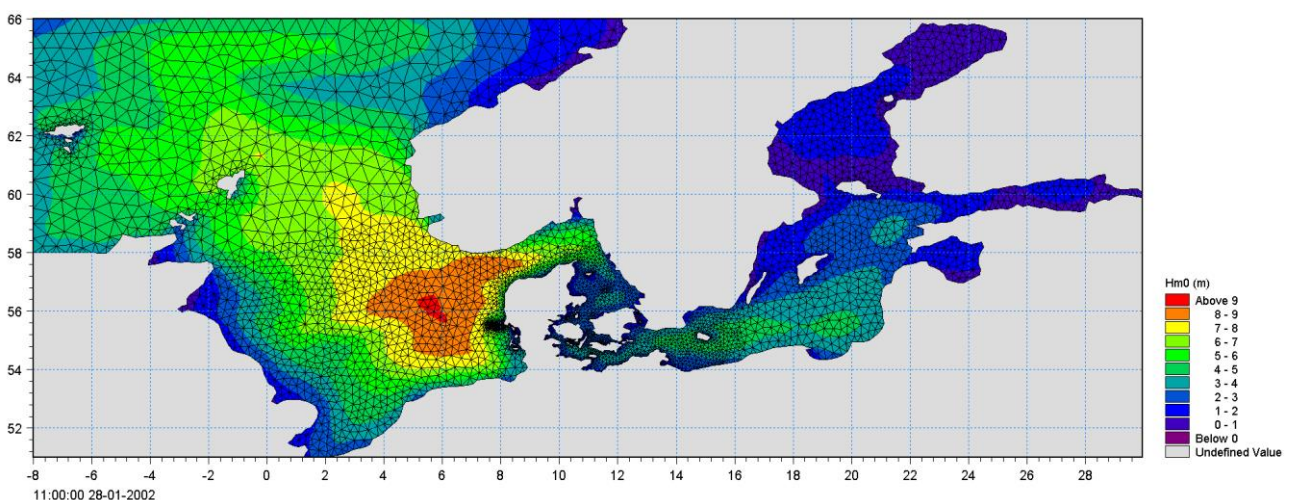 66
64
62
60
58
56
54
52
-8 -6 -4 -2 0 2 4 6 8 10 12 14 16 18 20 22 24 26 28
11:00:00 28-01-2002
Hm0 (m)
Above 9
8 - 9
7 - 8
6 - 7
5 - 6
4 - 5
3 - 4
2 - 3
1 - 2
0 - 1
Below 0
Undefined Value